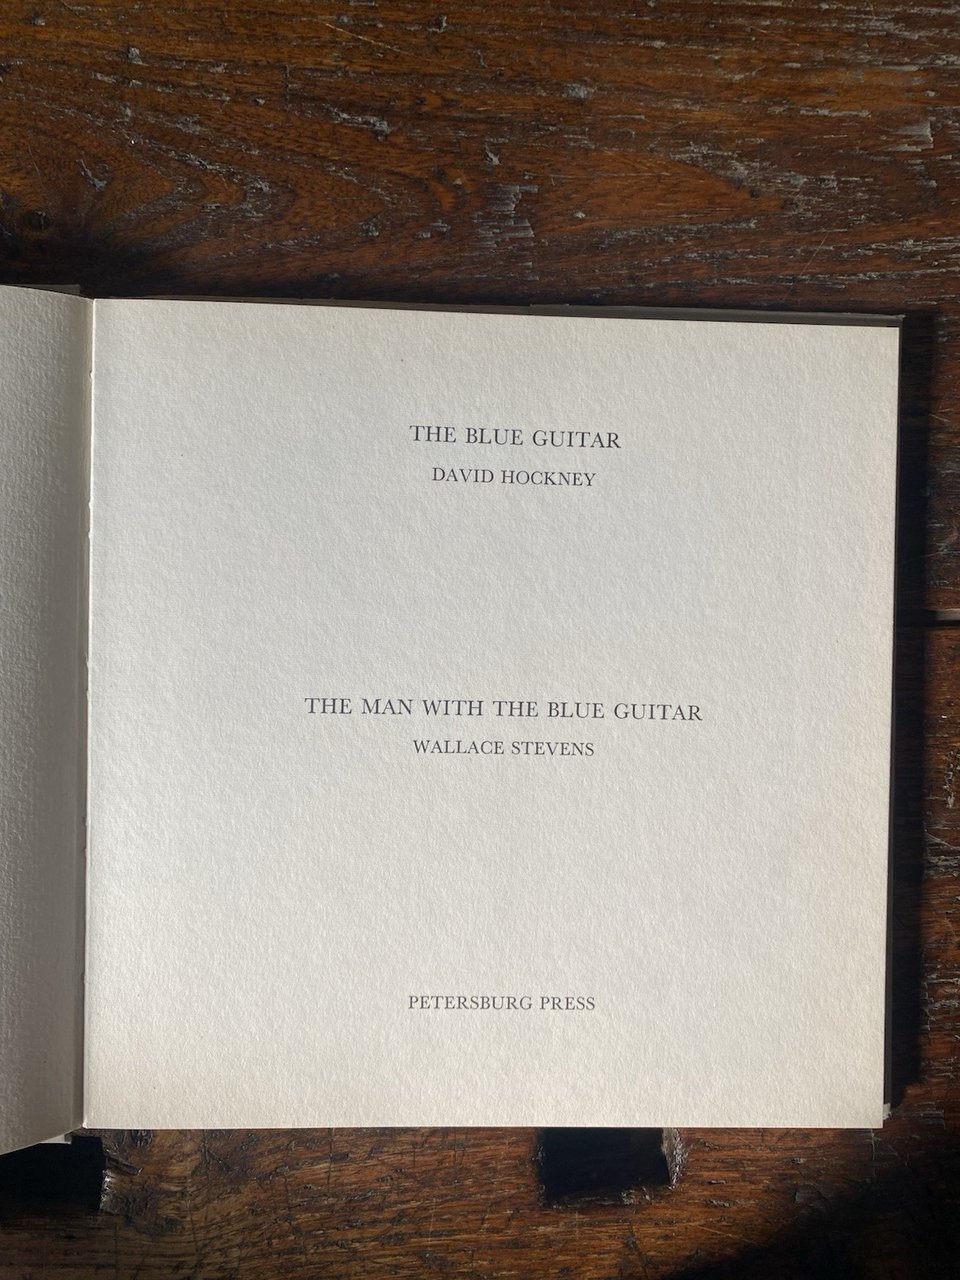 THE BLUE GUITAR
DAVID HOCKNEY
THE MAN WITH THE BLUE GUITAR
WALLACE STEVENS
PETERSBURG PRESS